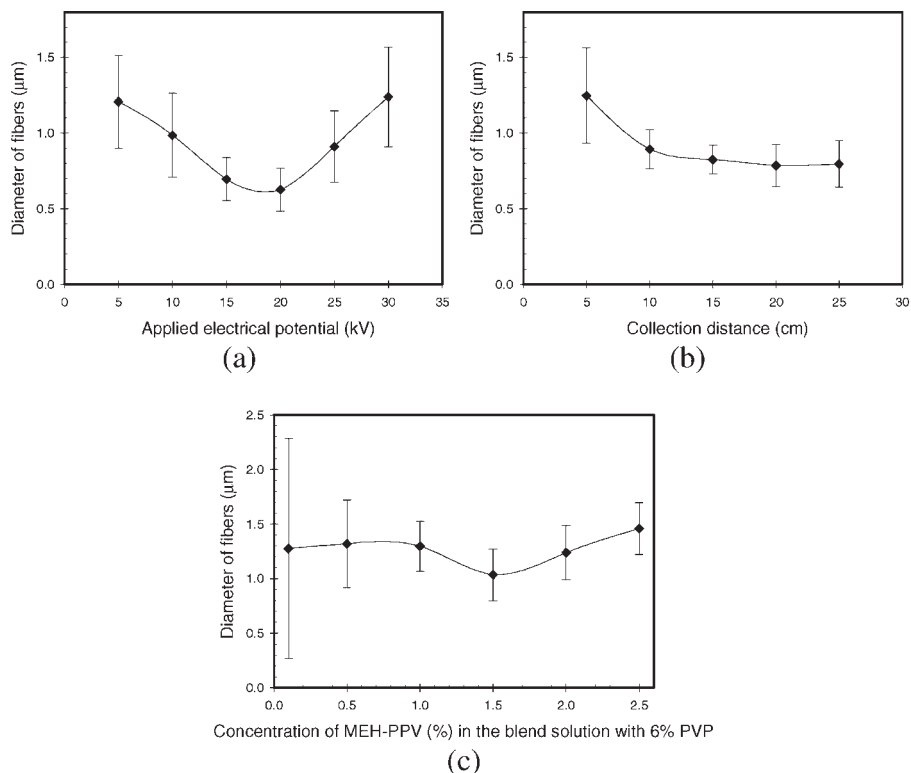 Diameter of fibers (μm)
1.5
1.0
0.5
0.0
0 5 10 15 20 25 30 35
Applied electrical potential (kV)
(a)
Diameter of fibers (μm)
1.5
1.0
0.5
0.0
0 5 10 15 20 25 30
Collection distance (cm)
(b)
Diameter of fibers (μm)
2.5
2.0
1.5
1.0
0.5
0.0
0.0 0.5 1.0 1.5 2.0 2.5
Concentration of MEH-PPV (%) in the blend solution with 6% PVP
(c)